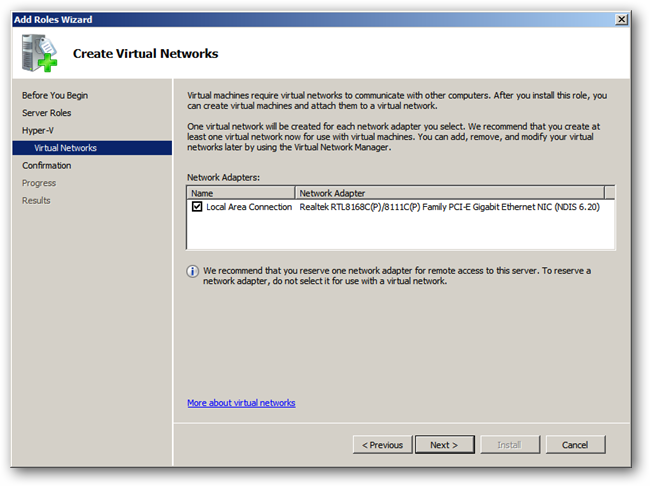 Add Roles Wizard
Create Virtual Networks
Before You Begin
Server Roles
Hyper-V
Virtual Networks
Confirmation
Progress
Results
Virtual machines require virtual networks to communicate with other computers. After you install this role, you
can create virtual machines and attach them to a virtual network.
One virtual network will be created for each network adapter you select. We recommend that you create at
least one virtual network now for use with virtual machines. You can add, remove, and modify your virtual
networks later by using the Virtual Network Manager.
Network Adapters:
Name Network Adapter
Local Area Connection Realtek RTL8168C(P)/8111C(P) Family PCI-E Gigabit Ethernet NIC (NDIS 6.20)
We recommend that you reserve one network adapter for remote access to this server. To reserve a
network adapter, do not select it for use with a virtual network.
More about virtual networks
< Previous Next > Install Cancel